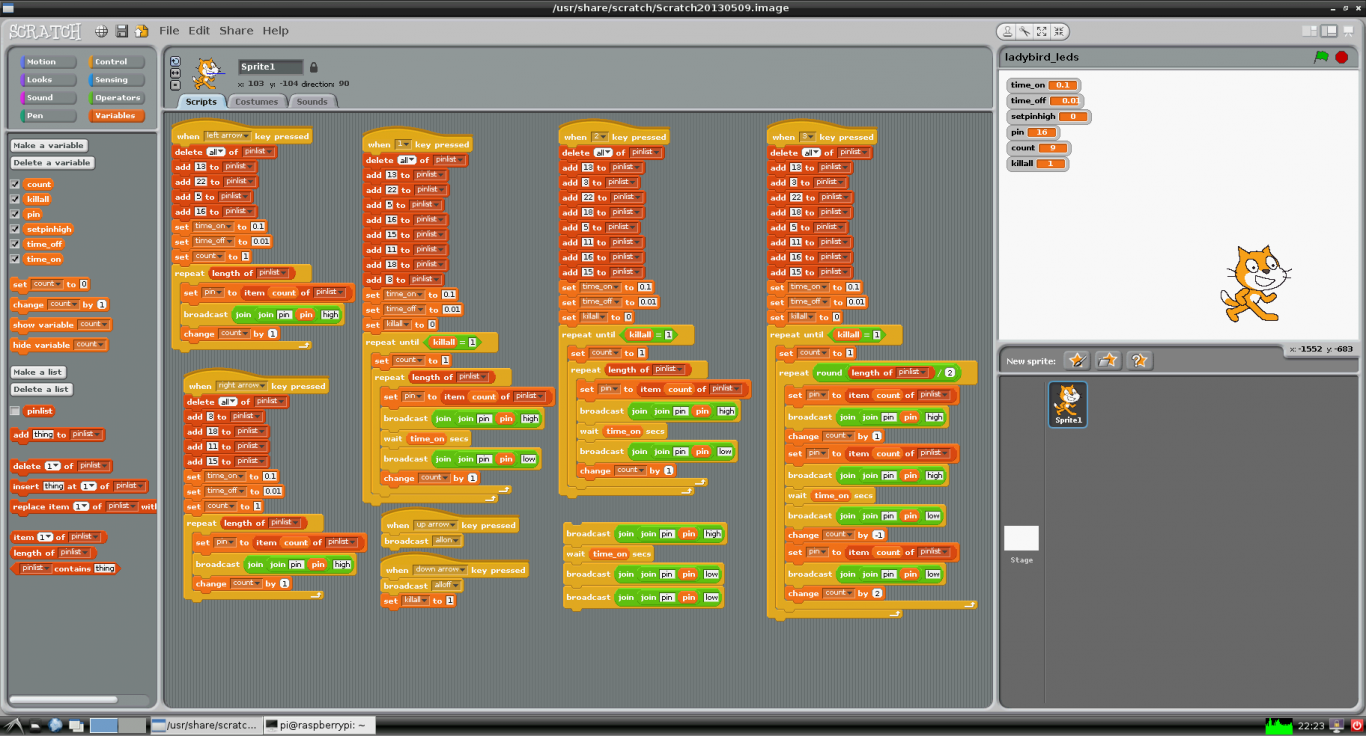 /usr/share/scratch/Scratch20130509.image
SCRATCH File Edit Share Help
Motion Control
Looks Sensing
Sound Operators
Pen Variables
Make a variable
Delete a variable
count
killall
pin
setpinhigh
time_off
time_on
set count to 0
change count by 1
show variable count
hide variable count
Make a list
Delete a list
pinlist
add thing to pinlist
delete 1 of pinlist
insert thing at 1 of pinlist
replace item 1 of pinlist with
item 1 of pinlist
length of pinlist
pinlist contains thing
Sprite1
x: 103 y: -104 direction: 90
Scripts Costumes Sounds
when left arrow key pressed
delete all of pinlist
add 13 to pinlist
add 22 to pinlist
add 5 to pinlist
add 16 to pinlist
set time_on to 0.1
set time_off to 0.01
set count to 1
repeat length of pinlist
set pin to item count of pinlist
broadcast join join pin pin high
change count by 1
when right arrow key pressed
delete all of pinlist
add 3 to pinlist
add 18 to pinlist
add 11 to pinlist
add 15 to pinlist
set time_on to 0.1
set time_off to 0.01
set count to 1
repeat length of pinlist
set pin to item count of pinlist
broadcast join join pin pin high
change count by 1
when 1 key pressed
delete all of pinlist
add 13 to pinlist
add 22 to pinlist
add 5 to pinlist
add 16 to pinlist
add 15 to pinlist
add 11 to pinlist
add 18 to pinlist
add 3 to pinlist
set time_on to 0.1
set time_off to 0.01
set killall to 0
repeat until killall = 1
set count to 1
repeat length of pinlist
set pin to item count of pinlist
broadcast join join pin pin high
wait time_on secs
broadcast join join pin pin low
change count by 1
when up arrow key pressed
broadcast allon
when down arrow key pressed
broadcast alloff
set killall to 1
when 2 key pressed
delete all of pinlist
add 13 to pinlist
add 3 to pinlist
add 22 to pinlist
add 18 to pinlist
add 5 to pinlist
add 11 to pinlist
add 16 to pinlist
add 15 to pinlist
set time_on to 0.1
set time_off to 0.01
set killall to 0
repeat until killall = 1
set count to 1
repeat length of pinlist
set pin to item count of pinlist
broadcast join join pin pin high
wait time_on secs
broadcast join join pin pin low
change count by 1
broadcast join join pin pin high
wait time_on secs
broadcast join join pin pin low
broadcast join join pin pin low
when 3 key pressed
delete all of pinlist
add 13 to pinlist
add 3 to pinlist
add 22 to pinlist
add 18 to pinlist
add 5 to pinlist
add 11 to pinlist
add 16 to pinlist
add 15 to pinlist
set time_on to 0.1
set time_off to 0.01
set killall to 0
repeat until killall = 1
set count to 1
repeat round length of pinlist / 2
set pin to item count of pinlist
broadcast join join pin pin high
change count by 1
set pin to item count of pinlist
broadcast join join pin pin high
wait time_on secs
broadcast join join pin pin low
change count by -1
set pin to item count of pinlist
broadcast join join pin pin low
change count by 2
ladybird_leds
time_on 0.1
time_off 0.01
setpinhigh 0
pin 16
count 9
killall 1
x: -1552 y: -683
New sprite:
Sprite1
Stage
/usr/share/scratc...
pi@raspberrypi: ~
22:23